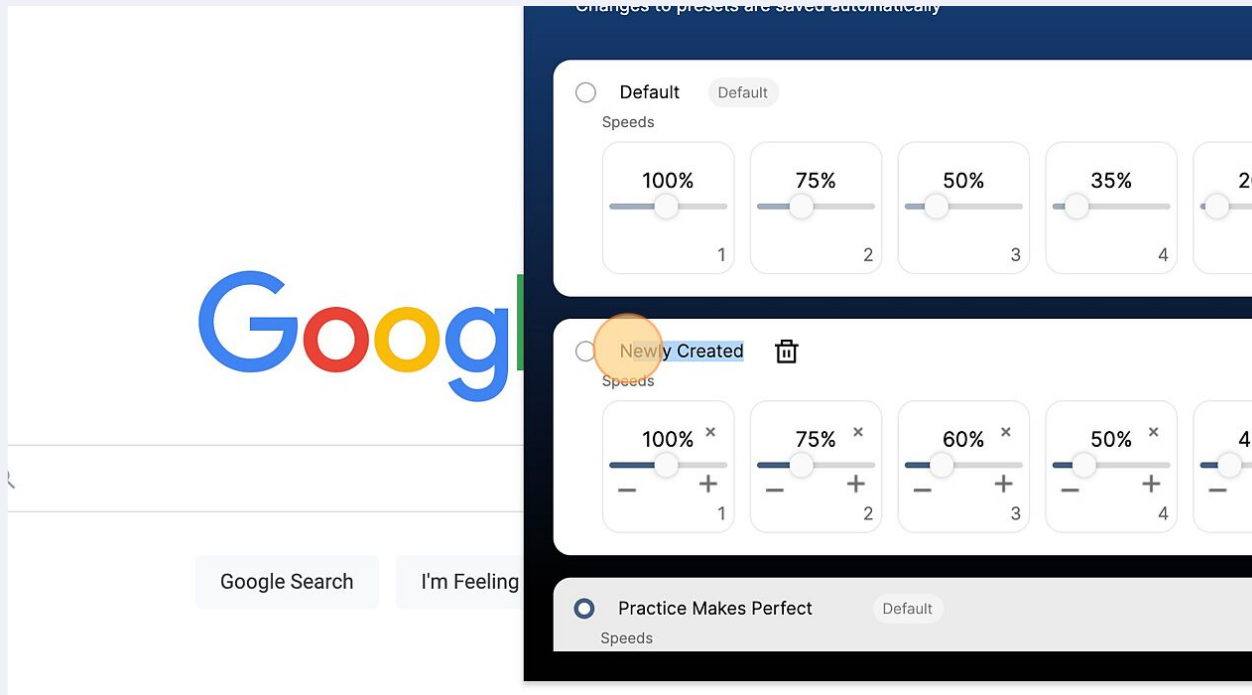 Changes to presets are saved automatically
Default Default
Speeds
100% 75% 50% 35%
1 2 3 4
Goog
Newly Created
Speeds
100% × 75% × 60% × 50% ×
− + − + − + − + −
1 2 3 4
Google Search I'm Feeling
Practice Makes Perfect Default
Speeds